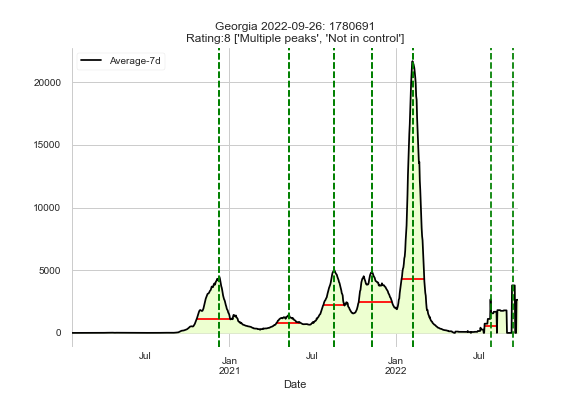 Georgia 2022-09-26: 1780691
Rating:8 ['Multiple peaks', 'Not in control']
Average-7d
20000
15000
10000
5000
0
Jul
Jan
2021
Jul
Jan
2022
Jul
Date